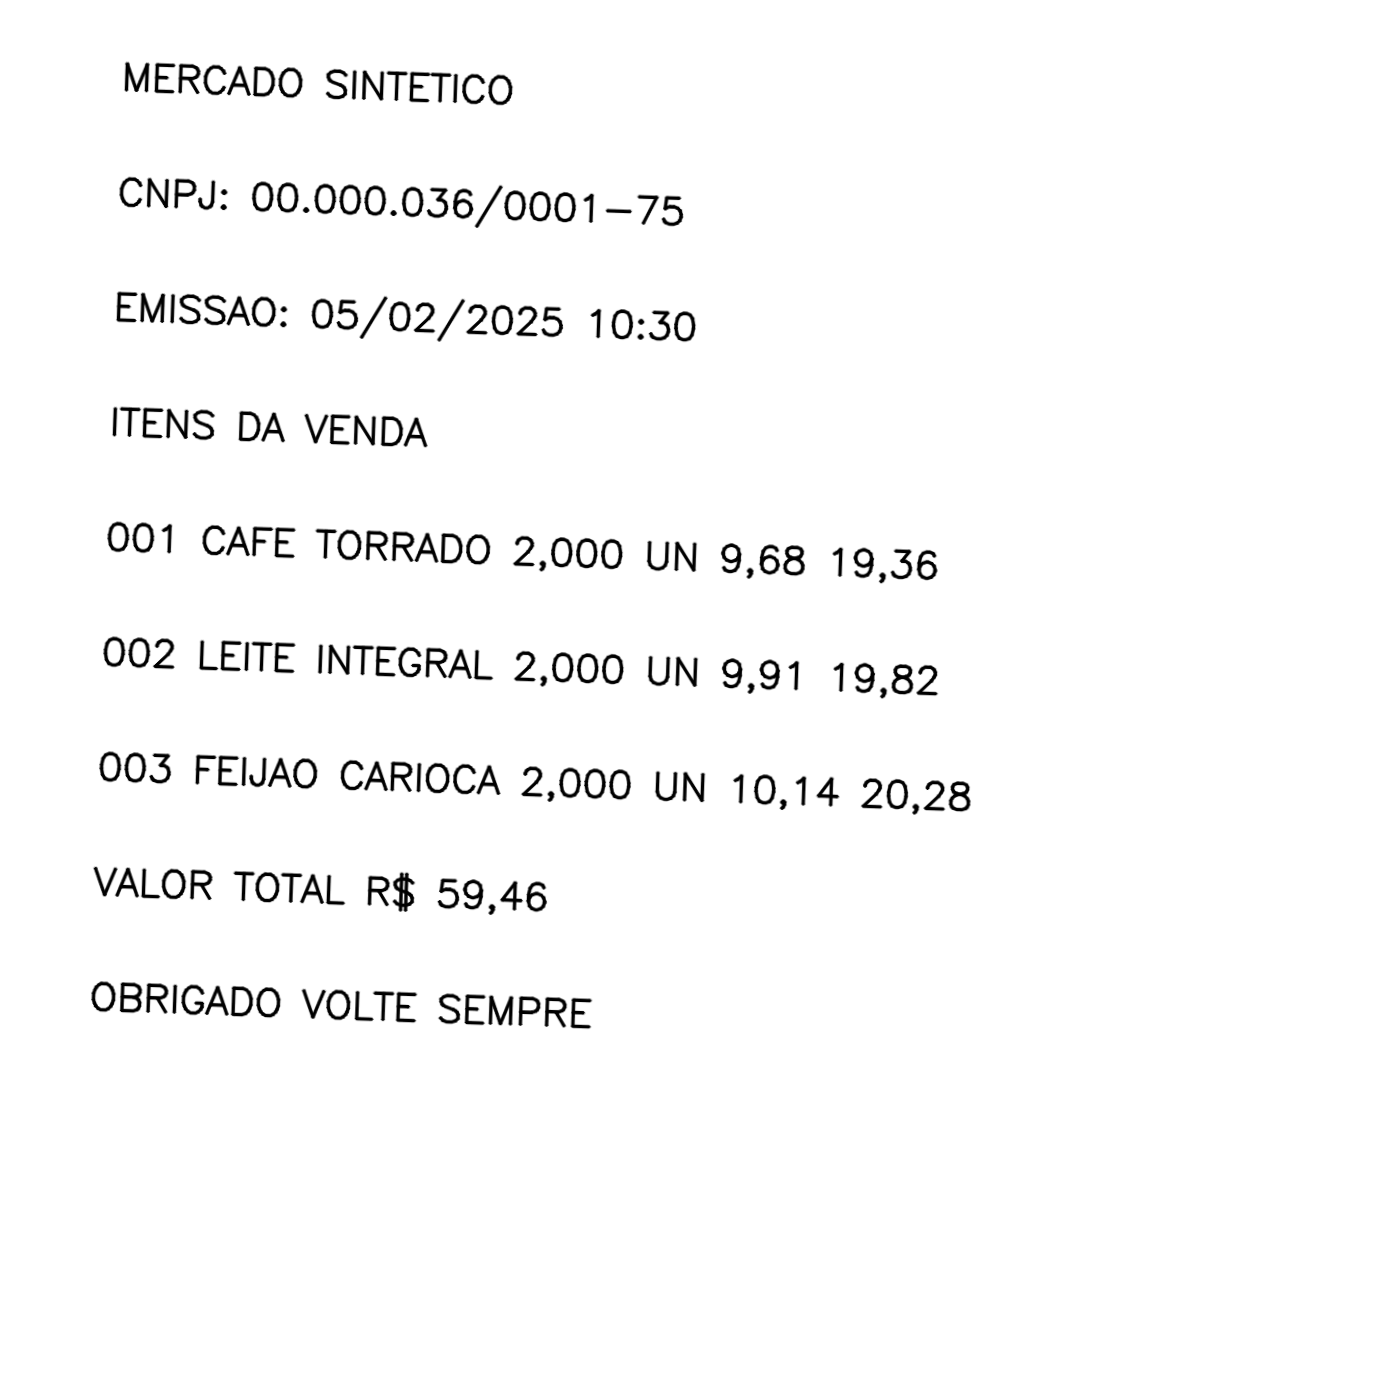 MERCADO SINTETICO
CNPJ: 00.000.036/0001-75
EMISSAO: 05/02/2025 10:30
ITENS DA VENDA
001 CAFE TORRADO 2,000 UN 9,68 19,36
002 LEITE INTEGRAL 2,000 UN 9,91 19,82
003 FEIJAO CARIOCA 2,000 UN 10,14 20,28
VALOR TOTAL R$ 59,46
OBRIGADO VOLTE SEMPRE